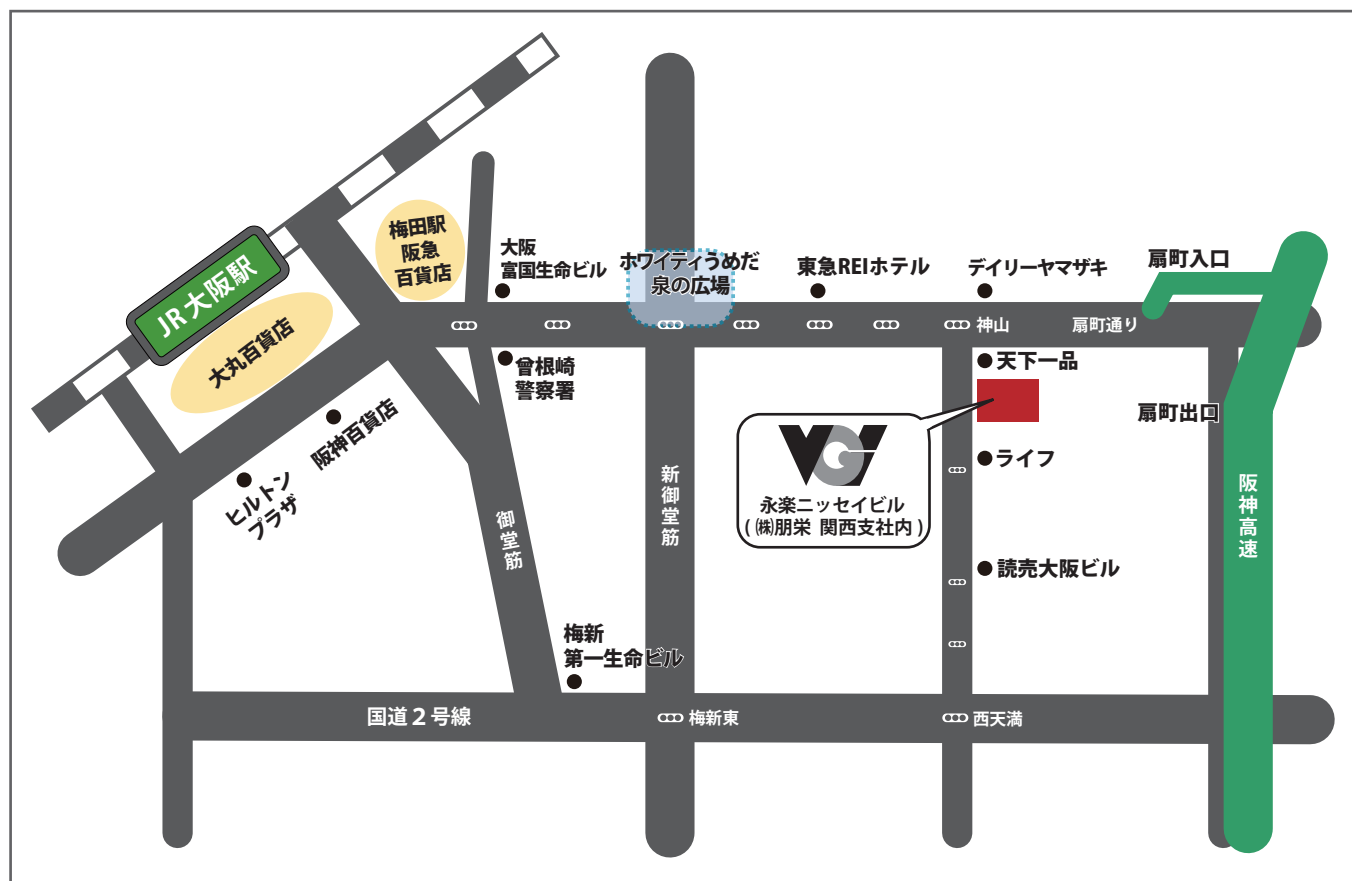 JR 大阪駅
大丸百貨店
梅田駅
阪急
百貨店
大阪
富国生命ビル
ホワイティうめだ
泉の広場
東急REIホテル
デイリーヤマザキ
扇町入口
神山
扇町通り
曾根崎
警察署
天下一品
扇町出口
阪神百貨店
ヒルトン
プラザ
御堂筋
新御堂筋
VGI
永楽ニッセイビル
( ㈱朋栄 関西支社内 )
ライフ
阪神高速
読売大阪ビル
梅新
第一生命ビル
国道2号線
梅新東
西天満